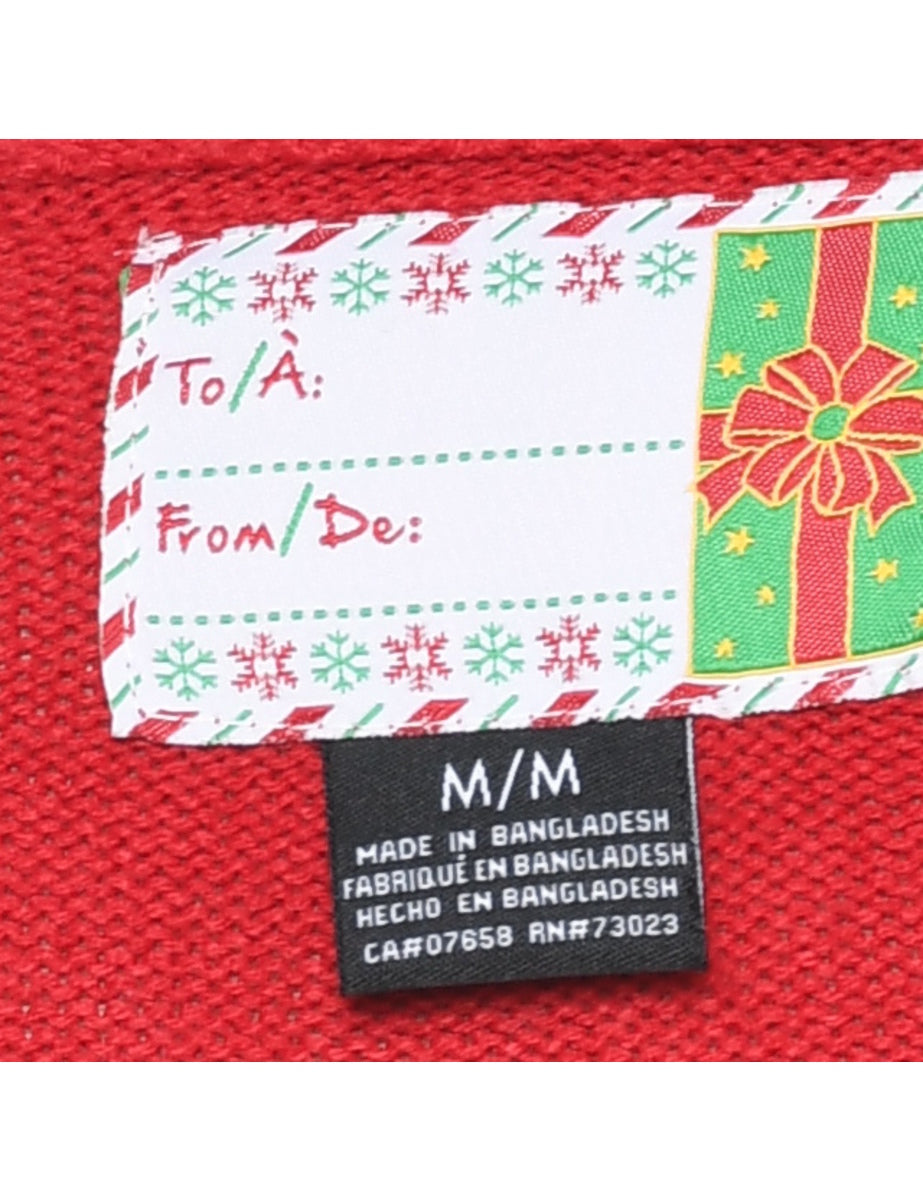 To/À:
From/De:
M/M
MADE IN BANGLADESH
FABRIQUÉ EN BANGLADESH
HECHO EN BANGLADESH
CA#07658 RN#73023